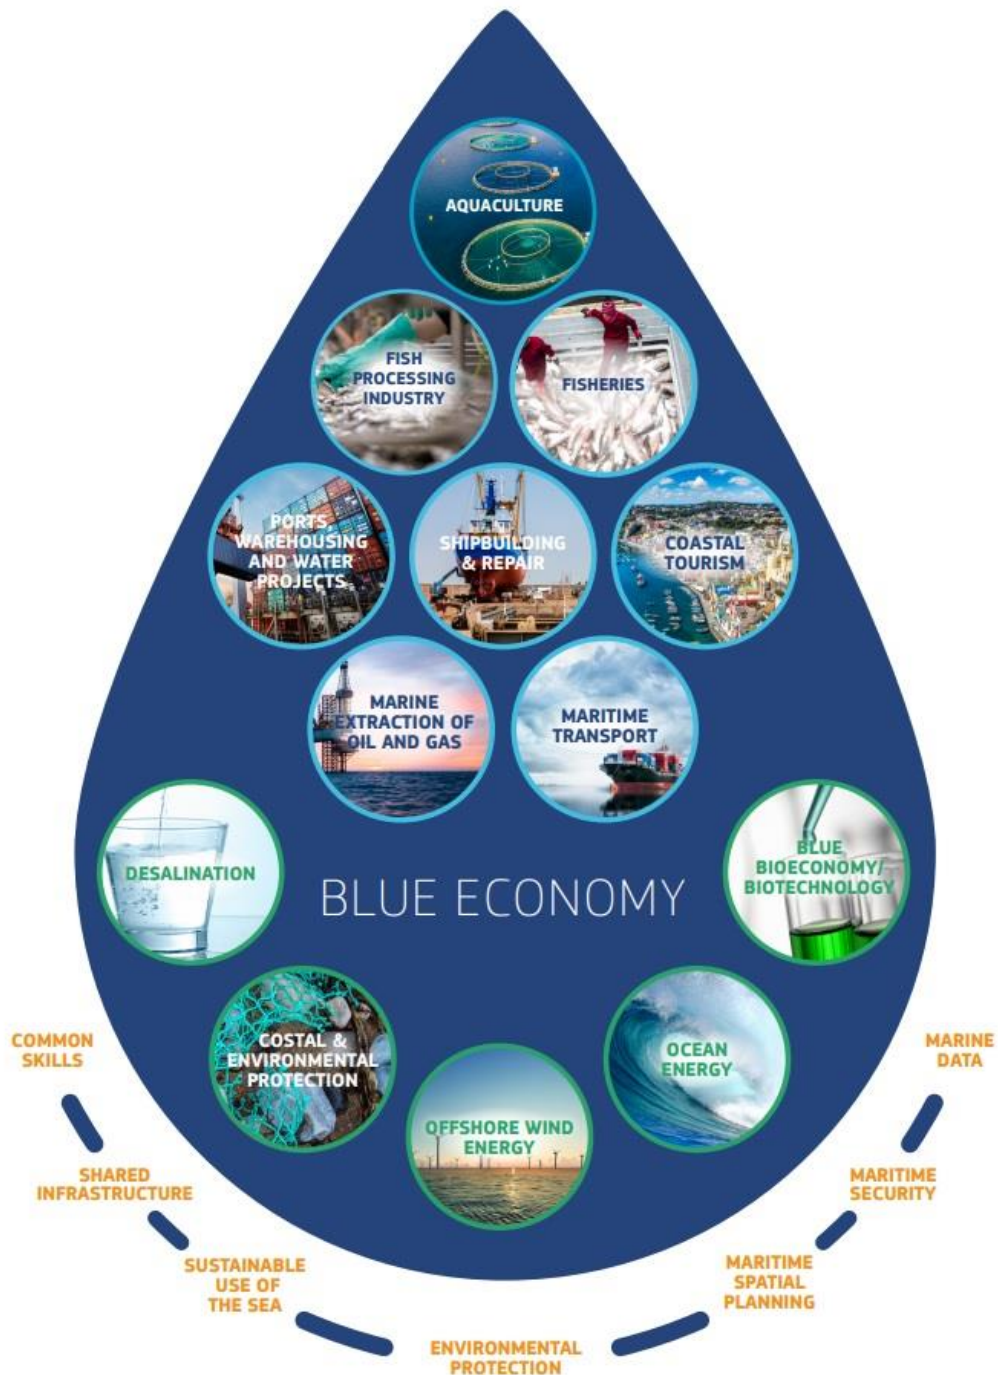 AQUACULTURE
FISH
PROCESSING
INDUSTRY
FISHERIES
PORTS,
WAREHOUSING
AND WATER
PROJECTS
SHIPBUILDING
& REPAIR
COASTAL
TOURISM
MARINE
EXTRACTION OF
OIL AND GAS
MARITIME
TRANSPORT
DESALINATION
BLUE ECONOMY
BLUE
BIOECONOMY/
BIOTECHNOLOGY
COSTAL &
ENVIRONMENTAL
PROTECTION
OFFSHORE WIND
ENERGY
OCEAN
ENERGY
COMMON
SKILLS
SHARED
INFRASTRUCTURE
SUSTAINABLE
USE OF
THE SEA
ENVIRONMENTAL
PROTECTION
MARITIME
SPATIAL
PLANNING
MARITIME
SECURITY
MARINE
DATA